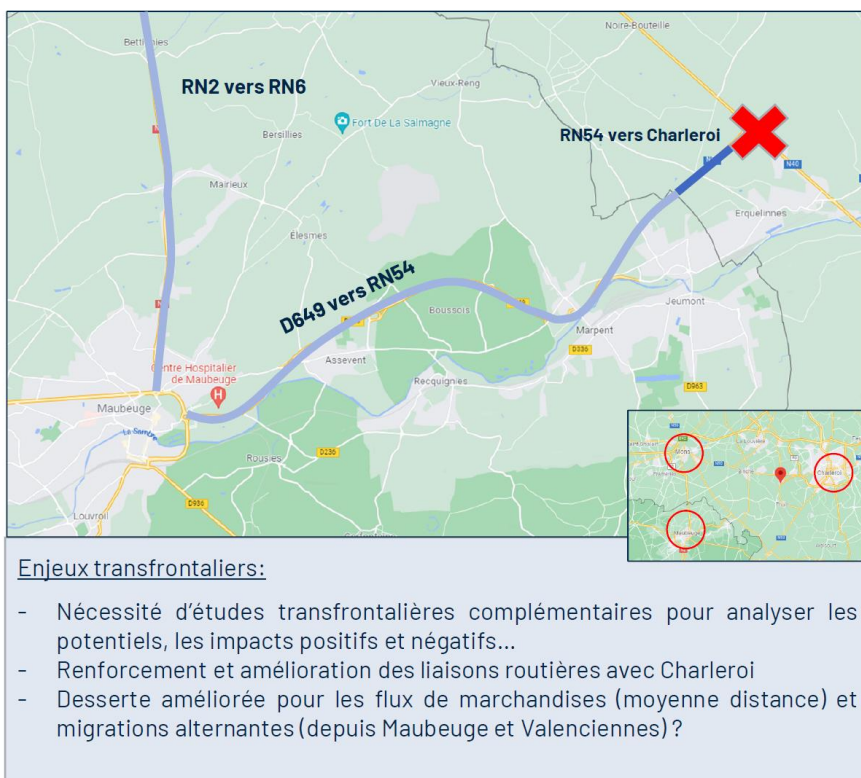 Noire-Bouteille
Bettignies
RN2 vers RN6
Vieux-Reng
Fort De La Salmagne
Bersillies
RN54 vers Charleroi
N40
Mairieux
Erquelinnes
Élesmes
D649 vers RN54
Jeumont
Boussois
Marpent
Assevent
D336
Centre Hospitalier
de Maubeuge
H
Recquignies
D963
Maubeuge
La Sambre
Mons
Charleroi
Rousies
D236
D936
Maubeuge
Louvroil
Enjeux transfrontaliers:
- Nécessité d'études transfrontalières complémentaires pour analyser les
potentiels, les impacts positifs et négatifs...
- Renforcement et amélioration des liaisons routières avec Charleroi
- Desserte améliorée pour les flux de marchandises (moyenne distance) et
migrations alternantes (depuis Maubeuge et Valenciennes) ?